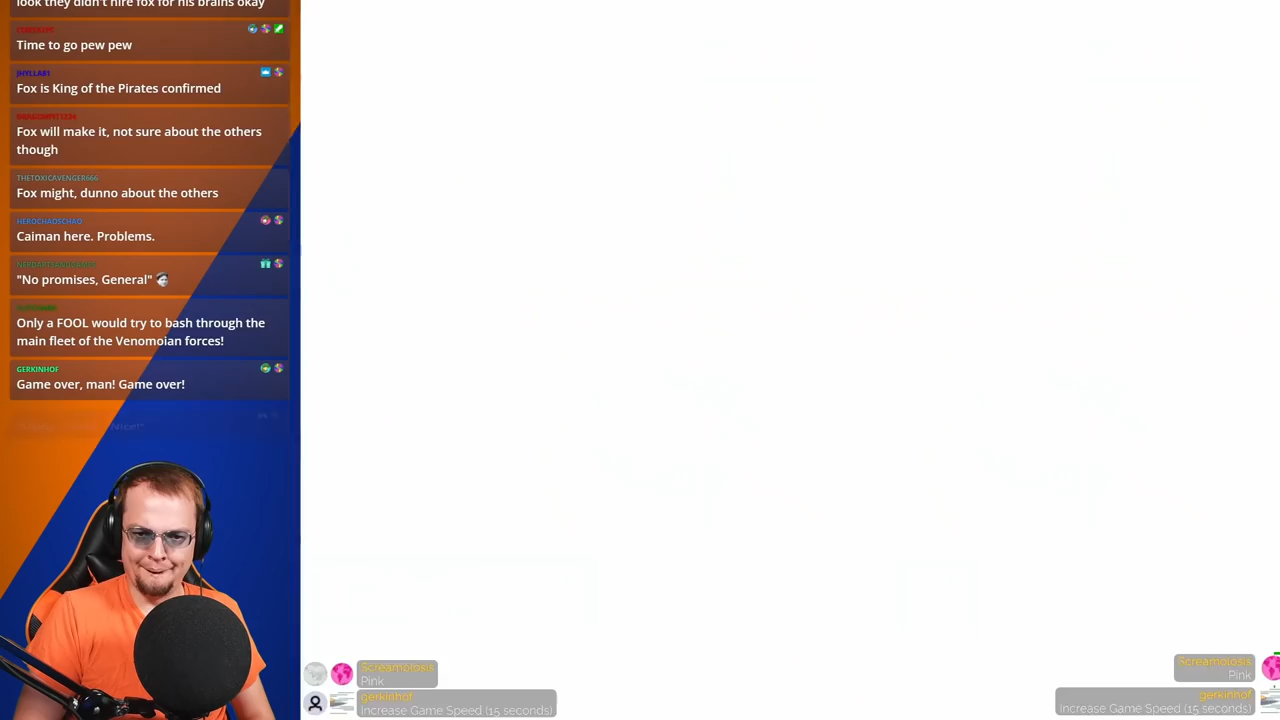 look they didn't hire fox for his brains okay
Time to go pew pew
JHYLLAR1
Fox is King of the Pirates confirmed
Fox will make it, not sure about the others
though
THETOXICAVENGER666
Fox might, dunno about the others
HEROCHAOSCHAO
Caiman here. Problems.
"No promises, General"
Only a FOOL would try to bash through the
main fleet of the Venomoian forces!
GERKINHOF
Game over, man! Game over!
Screamolosis
Pink
gerkinhof
Increase Game Speed (15 seconds)
Screamolosis
Pink
gerkinhof
Increase Game Speed (15 seconds)